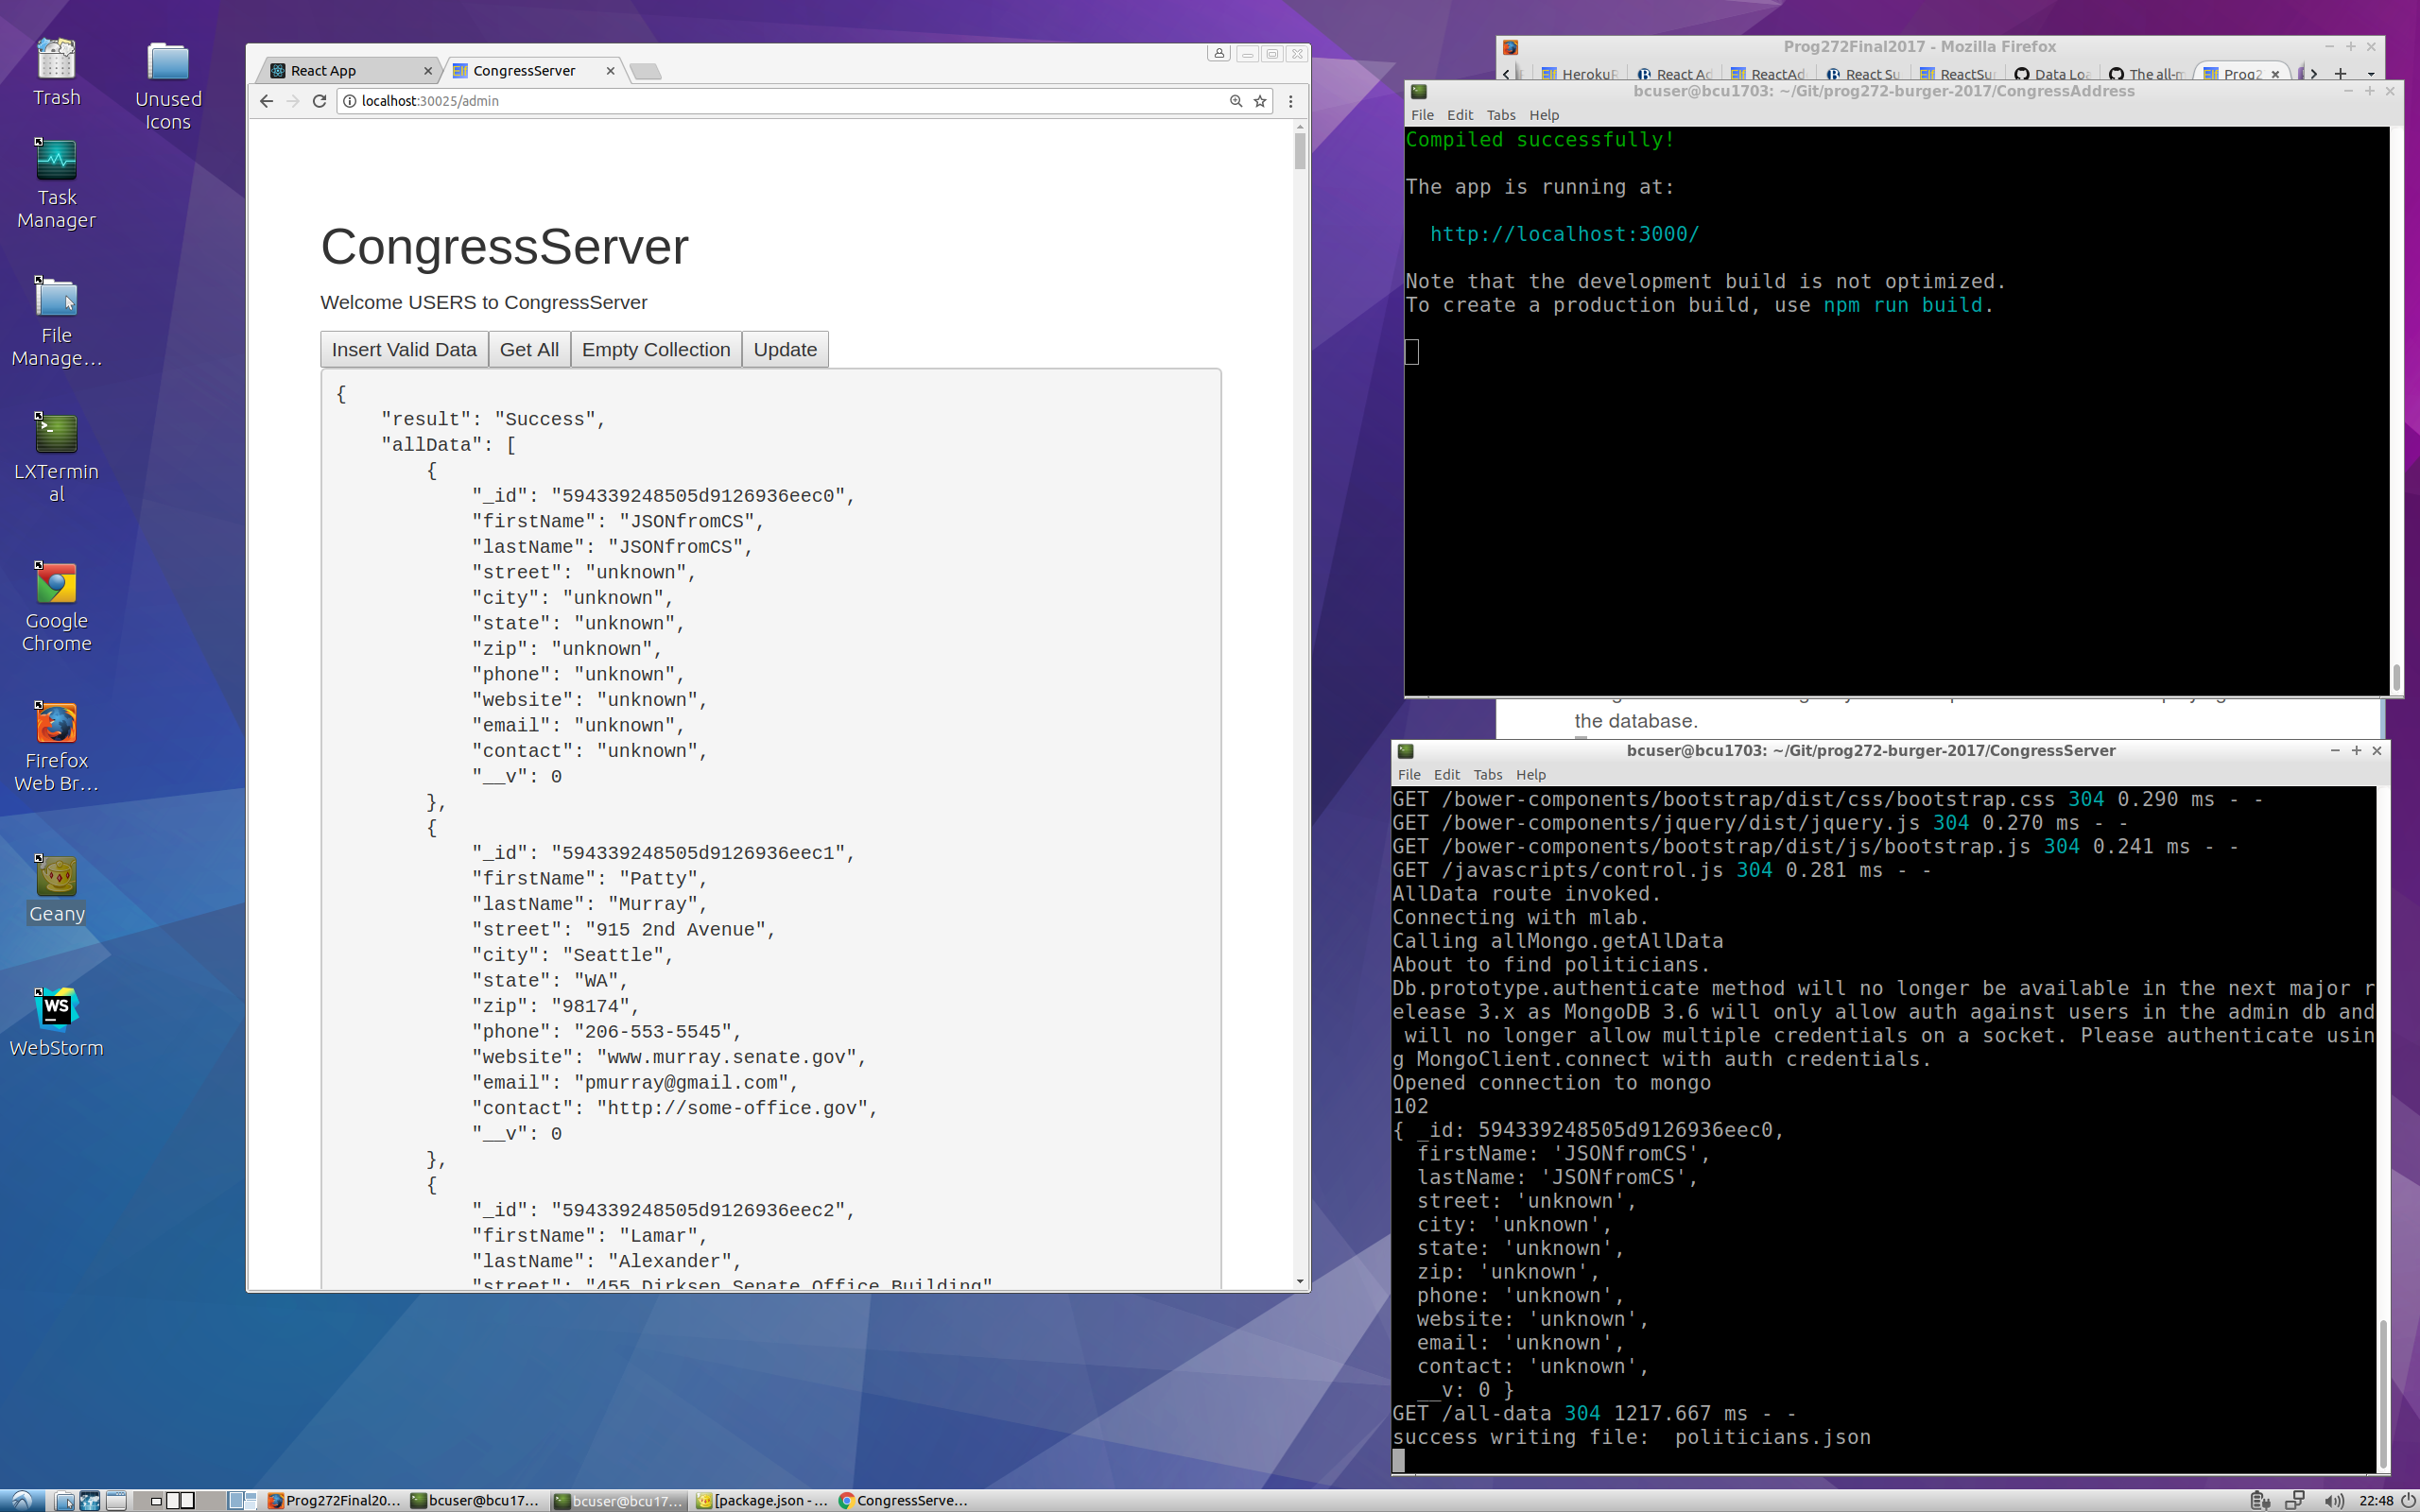 Trash
Unused
Icons
Task
Manager
File
Manage...
LXTermin
al
Google
Chrome
Firefox
Web Br...
Geany
WS
WebStorm
React App
CongressServer
localhost:30025/admin
CongressServer
Welcome USERS to CongressServer
Insert Valid Data Get All Empty Collection Update
{
"result": "Success",
"allData": [
{
"_id": "594339248505d9126936eec0",
"firstName": "JSONfromCS",
"lastName": "JSONfromCS",
"street": "unknown",
"city": "unknown",
"state": "unknown",
"zip": "unknown",
"phone": "unknown",
"website": "unknown",
"email": "unknown",
"contact": "unknown",
"__v": 0
},
{
"_id": "594339248505d9126936eec1",
"firstName": "Patty",
"lastName": "Murray",
"street": "915 2nd Avenue",
"city": "Seattle",
"state": "WA",
"zip": "98174",
"phone": "206-553-5545",
"website": "www.murray.senate.gov",
"email": "pmurray@gmail.com",
"contact": "http://some-office.gov",
"__v": 0
},
{
"_id": "594339248505d9126936eec2",
"firstName": "Lamar",
"lastName": "Alexander",
"street": "455 Dirksen Senate Office Building"
Prog272Final2017 - Mozilla Firefox
HerokuR React Ad ReactAd React Su ReactSu Data Loa The all-m Prog2
bcuser@bcu1703: ~/Git/prog272-burger-2017/CongressAddress
File Edit Tabs Help
Compiled successfully!
The app is running at:
http://localhost:3000/
Note that the development build is not optimized.
To create a production build, use npm run build.
the database.
bcuser@bcu1703: ~/Git/prog272-burger-2017/CongressServer
File Edit Tabs Help
GET /bower-components/bootstrap/dist/css/bootstrap.css 304 0.290 ms - -
GET /bower-components/jquery/dist/jquery.js 304 0.270 ms - -
GET /bower-components/bootstrap/dist/js/bootstrap.js 304 0.241 ms - -
GET /javascripts/control.js 304 0.281 ms - -
AllData route invoked.
Connecting with mlab.
Calling allMongo.getAllData
About to find politicians.
Db.prototype.authenticate method will no longer be available in the next major r
elease 3.x as MongoDB 3.6 will only allow auth against users in the admin db and
will no longer allow multiple credentials on a socket. Please authenticate usin
g MongoClient.connect with auth credentials.
Opened connection to mongo
102
{ _id: 594339248505d9126936eec0,
firstName: 'JSONfromCS',
lastName: 'JSONfromCS',
street: 'unknown',
city: 'unknown',
state: 'unknown',
zip: 'unknown',
phone: 'unknown',
website: 'unknown',
email: 'unknown',
contact: 'unknown',
__v: 0 }
GET /all-data 304 1217.667 ms - -
success writing file:  politicians.json
Prog272Final20... bcuser@bcu17... bcuser@bcu17... [package.json - ... CongressServe... 22:48